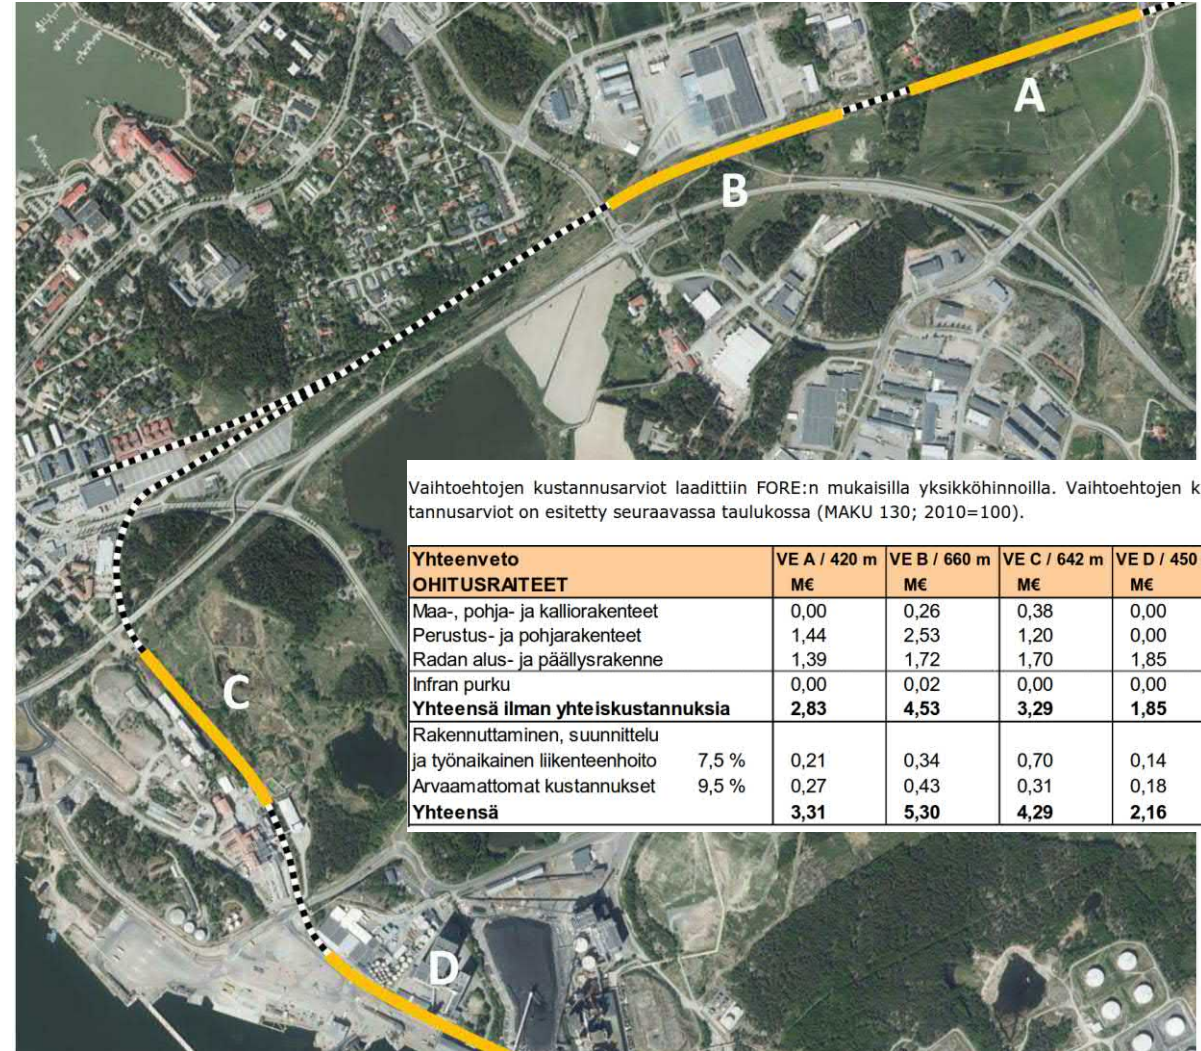 A
B
C
D
Vaihtoehtojen kustannusarviot laadittiin FORE:n mukaisilla yksikköhinnoilla. Vaihtoehtojen k
tannusarviot on esitetty seuraavassa taulukossa (MAKU 130; 2010=100).
Yhteenveto VE A / 420 m VE B / 660 m VE C / 642 m VE D / 450
OHITUSRAITEET M€ M€ M€ M€
Maa-, pohja- ja kalliorakenteet 0,00 0,26 0,38 0,00
Perustus- ja pohjarakenteet 1,44 2,53 1,20 0,00
Radan alus- ja päällysrakenne 1,39 1,72 1,70 1,85
Infran purku 0,00 0,02 0,00 0,00
Yhteensä ilman yhteiskustannuksia 2,83 4,53 3,29 1,85
Rakennuttaminen, suunnittelu
ja työnaikainen liikenteenhoito 7,5 % 0,21 0,34 0,70 0,14
Arvaamattomat kustannukset 9,5 % 0,27 0,43 0,31 0,18
Yhteensä 3,31 5,30 4,29 2,16